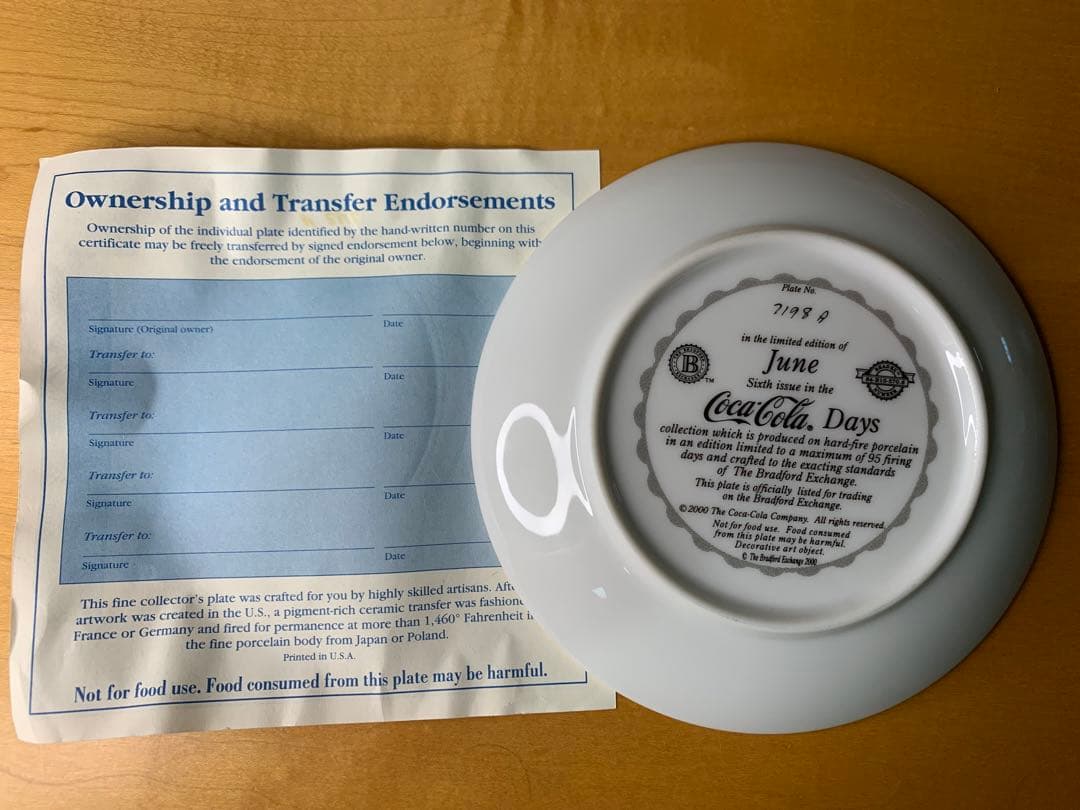 Ownership and Transfer Endorsements
Ownership of the individual plate identified by the hand-written number on this
certificate may be freely transferred by signed endorsement below, beginning with
the endorsement of the original owner.
Signature (Original owner)
Date
Transfer to:
Signature
Date
Transfer to:
Signature
Date
Transfer to:
Signature
Date
Transfer to:
Signature
Date
This fine collector's plate was crafted for you by highly skilled artisans.
artwork was created in the U.S., a pigment-rich ceramic transfer was
France or Germany and fired for permanence at more than 1,460° Fahrenheit
the fine porcelain body from Japan or Poland.
Printed in U.S.A.
Not for food use. Food consumed from this plate may be harmful.
Plate No.
7198 A
in the limited edition of
June
B
TM
Sixth issue in the
Coca-Cola. Days
collection which is produced on hard-fire porcelain
in an edition limited to a maximum of 95 firing
days and crafted to the exacting standards
of The Bradford Exchange.
This plate is officially listed for trading
on the Bradford Exchange.
©2000 The Coca-Cola Company. All rights reserved.
Not for food use. Food consumed
from this plate may be harmful.
Decorative art object.
© The Bradford Exchange 2000